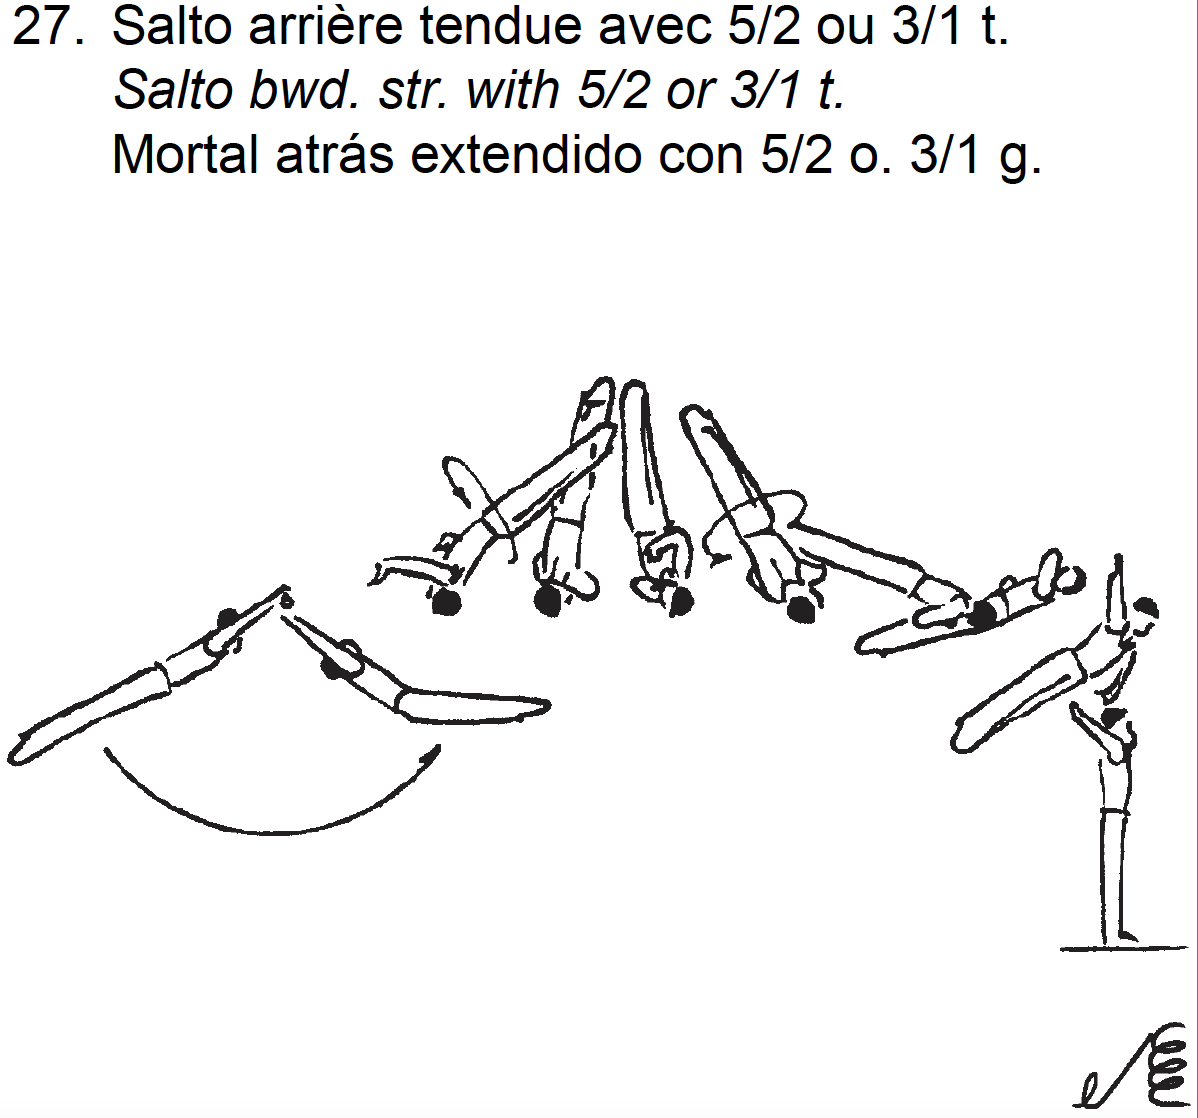 27. Salto arrière tendue avec 5/2 ou 3/1 t.
Salto bwd. str. with 5/2 or 3/1 t.
Mortal atrás extendido con 5/2 o. 3/1 g.